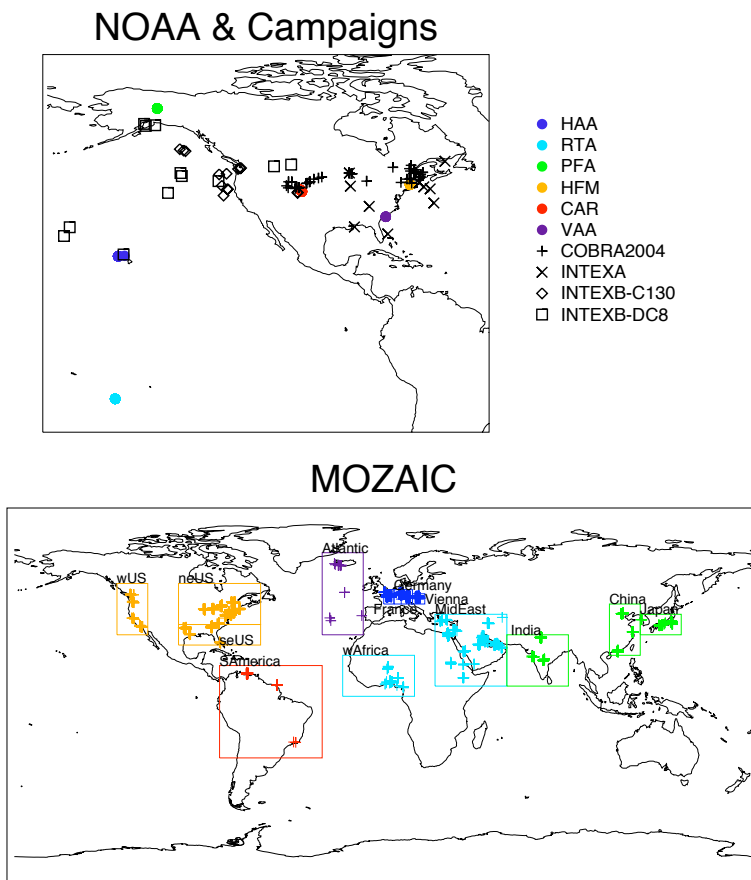 NOAA & Campaigns
HAA
RTA
PFA
HFM
CAR
VAA
COBRA2004
INTEXA
INTEXB-C130
INTEXB-DC8
MOZAIC
Atlantic
wUS
neUS
Germany
France
Vienna
MidEast
China
Japan
India
seUS
wAfrica
SAmerica